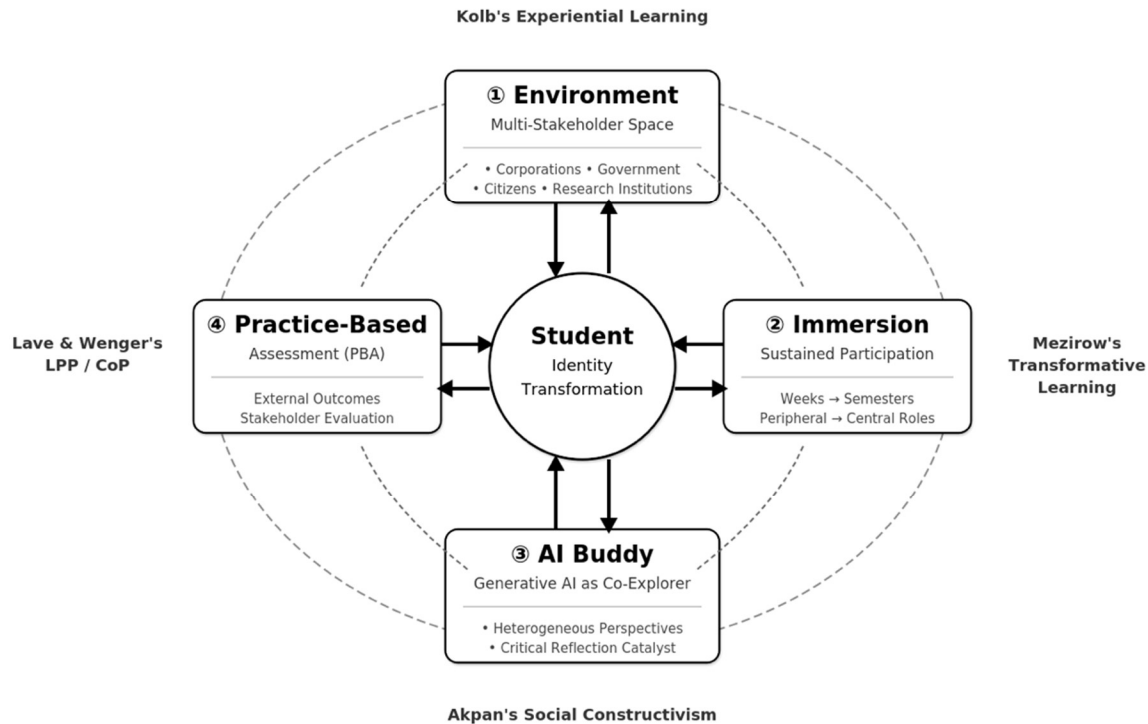 Kolb's Experiential Learning
① Environment
Multi-Stakeholder Space
• Corporations • Government
• Citizens • Research Institutions
④ Practice-Based
Assessment (PBA)
External Outcomes
Stakeholder Evaluation
Student
Identity
Transformation
② Immersion
Sustained Participation
Weeks → Semesters
Peripheral → Central Roles
Lave & Wenger's
LPP / CoP
Mezirow's
Transformative
Learning
③ AI Buddy
Generative AI as Co-Explorer
• Heterogeneous Perspectives
• Critical Reflection Catalyst
Akpan's Social Constructivism